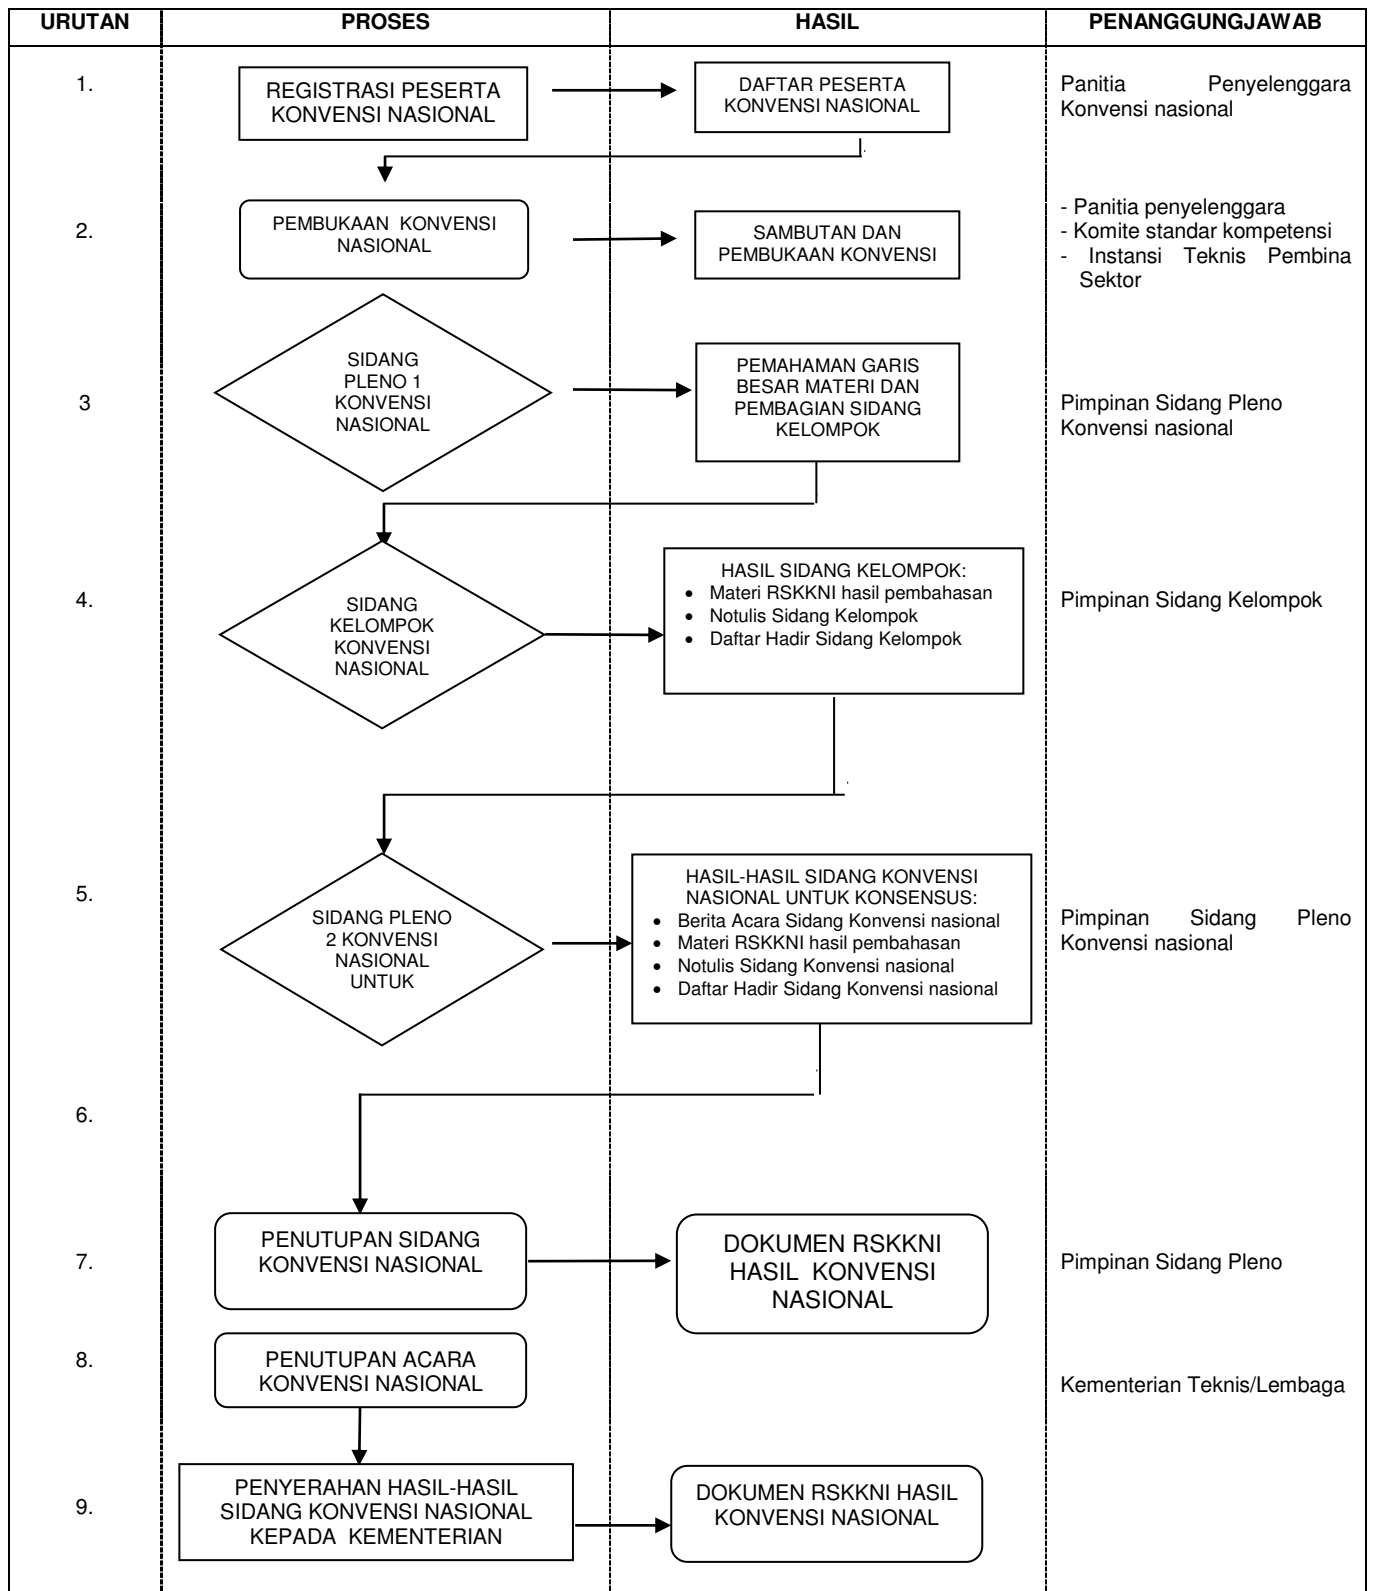 URUTAN
PROSES
HASIL
PENANGGUNGJAWAB
1.
REGISTRASI PESERTA
KONVENSI NASIONAL
DAFTAR PESERTA
KONVENSI NASIONAL
Panitia Penyelenggara
Konvensi nasional
2.
PEMBUKAAN KONVENSI
NASIONAL
SAMBUTAN DAN
PEMBUKAAN KONVENSI
- Panitia penyelenggara
- Komite standar kompetensi
- Instansi Teknis Pembina
Sektor
3
SIDANG
PLENO 1
KONVENSI
NASIONAL
PEMAHAMAN GARIS
BESAR MATERI DAN
PEMBAGIAN SIDANG
KELOMPOK
Pimpinan Sidang Pleno
Konvensi nasional
4.
SIDANG
KELOMPOK
KONVENSI
NASIONAL
HASIL SIDANG KELOMPOK:
• Materi RSKKNI hasil pembahasan
• Notulis Sidang Kelompok
• Daftar Hadir Sidang Kelompok
Pimpinan Sidang Kelompok
5.
SIDANG PLENO
2 KONVENSI
NASIONAL
UNTUK
HASIL-HASIL SIDANG KONVENSI
NASIONAL UNTUK KONSENSUS:
• Berita Acara Sidang Konvensi nasional
• Materi RSKKNI hasil pembahasan
• Notulis Sidang Konvensi nasional
• Daftar Hadir Sidang Konvensi nasional
Pimpinan Sidang Pleno
Konvensi nasional
6.
7.
PENUTUPAN SIDANG
KONVENSI NASIONAL
DOKUMEN RSKKNI
HASIL KONVENSI
NASIONAL
Pimpinan Sidang Pleno
8.
PENUTUPAN ACARA
KONVENSI NASIONAL
Kementerian Teknis/Lembaga
9.
PENYERAHAN HASIL-HASIL
SIDANG KONVENSI NASIONAL
KEPADA KEMENTERIAN
DOKUMEN RSKKNI HASIL
KONVENSI NASIONAL